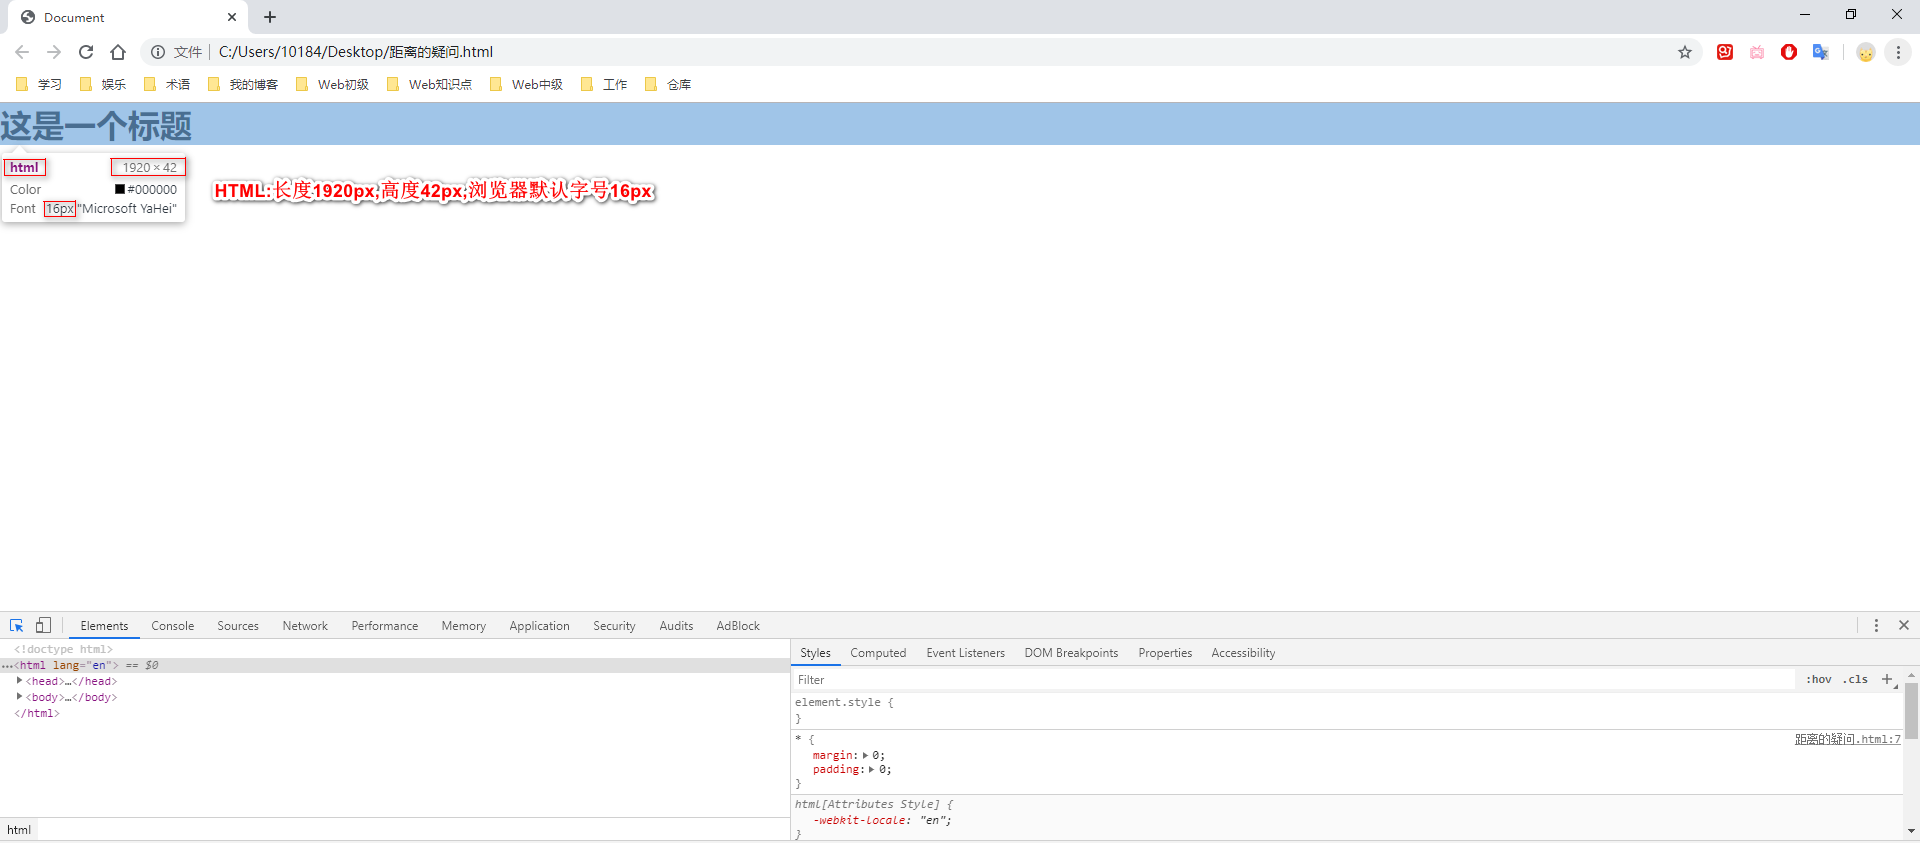 Document
文件 C:/Users/10184/Desktop/距离的疑问.html
学习 娱乐 术语 我的博客 Web初级 Web知识点 Web中级 工作 仓库
这是一个标题
html 1920 × 42
Color #000000
Font 16px "Microsoft YaHei"
HTML:长度1920px,高度42px,浏览器默认字号16px
Elements Console Sources Network Performance Memory Application Security Audits AdBlock
<!doctype html>
…<html lang="en"> == $0
<head>…</head>
<body>…</body>
</html>
html
Styles Computed Event Listeners DOM Breakpoints Properties Accessibility
Filter :hov .cls +
element.style {
}
* { 距离的疑问.html:7
margin: 0;
padding: 0;
}
html[Attributes Style] {
-webkit-locale: "en";
}